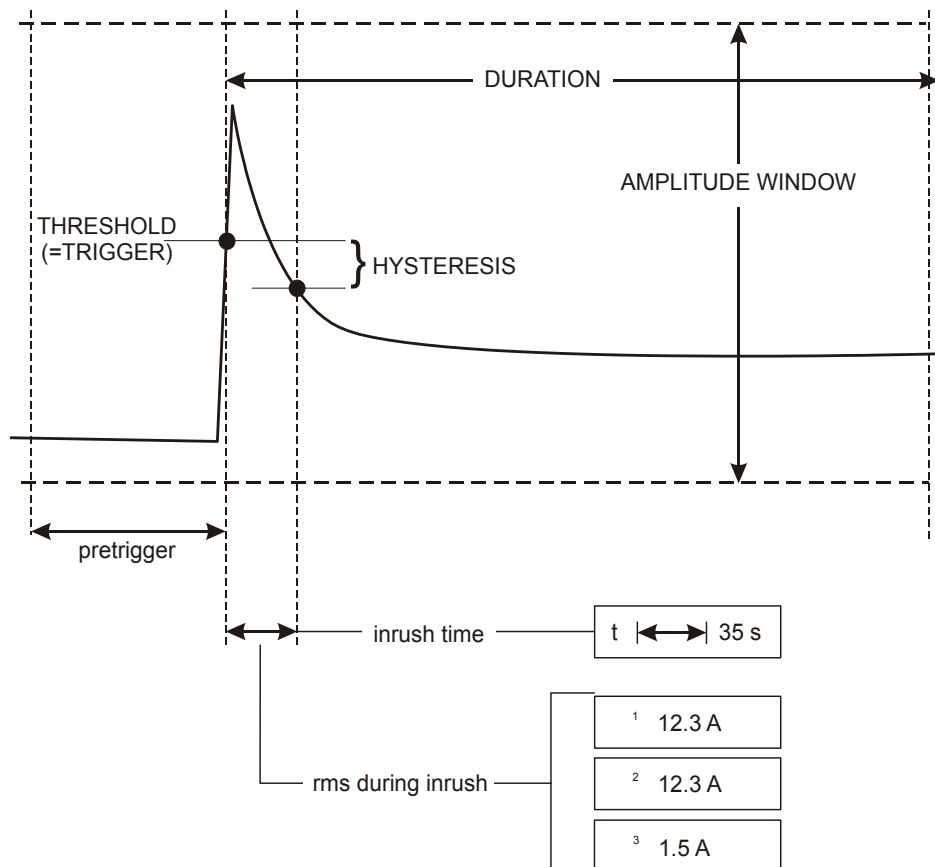 DURATION
AMPLITUDE WINDOW
THRESHOLD
(=TRIGGER)
} HYSTERESIS
pretrigger
inrush time
t 35 s
1 12.3 A
rms during inrush
2 12.3 A
3 1.5 A